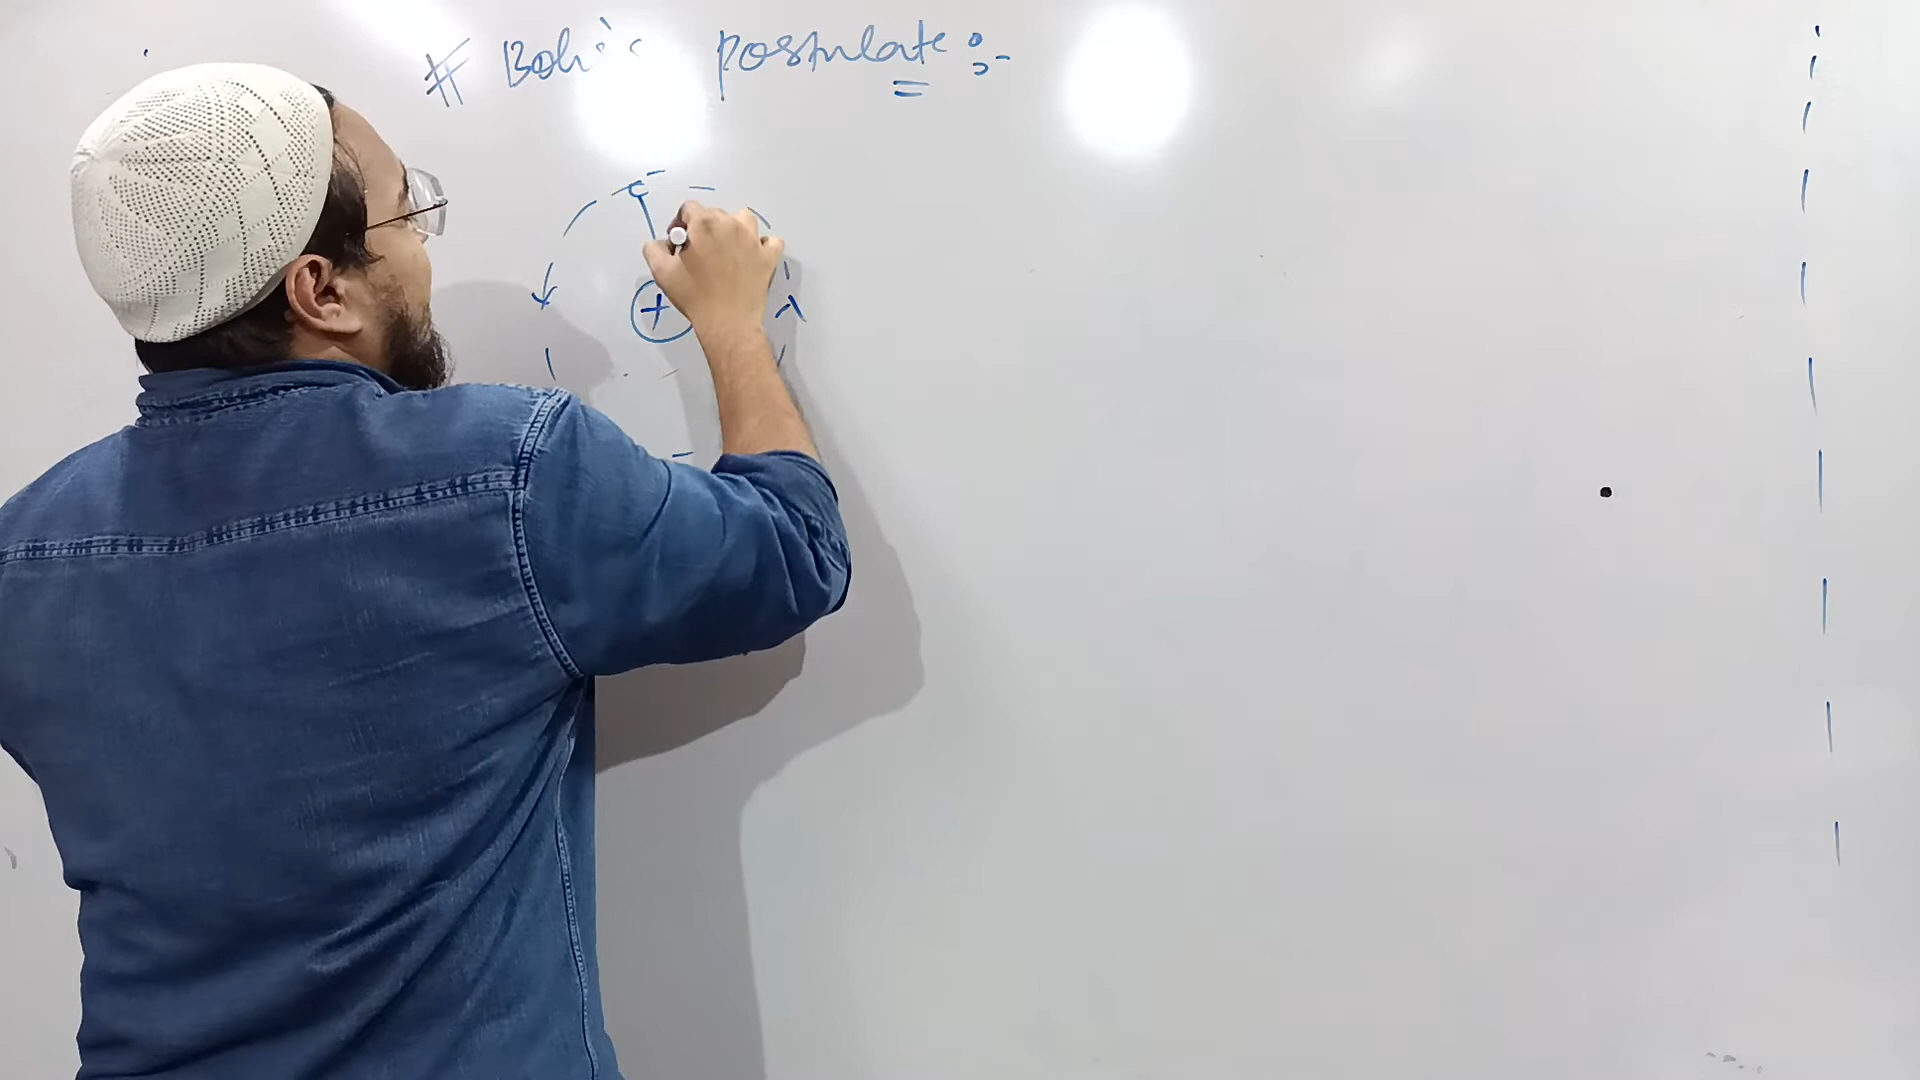 # Bohr's postulate :-
e-
+